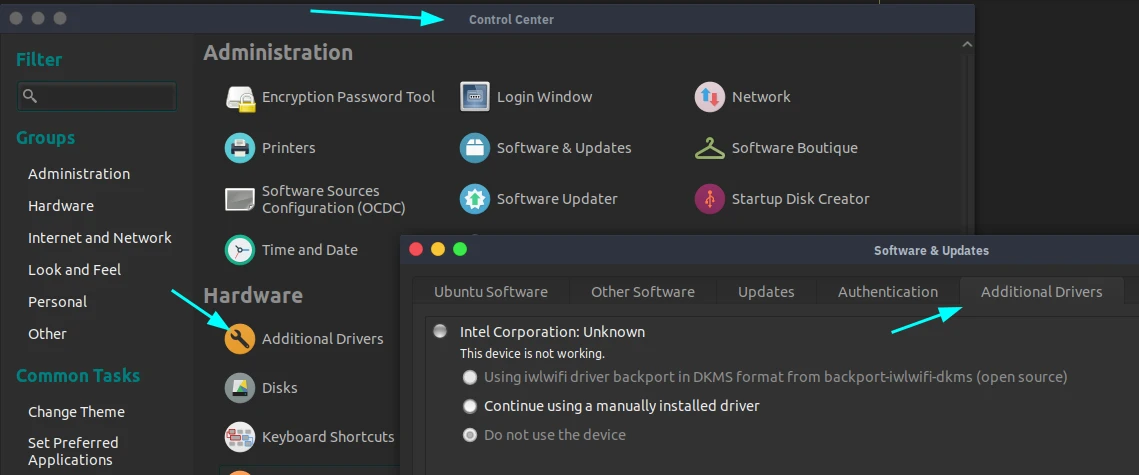 Control Center
Filter
Groups
Administration
Hardware
Internet and Network
Look and Feel
Personal
Other
Common Tasks
Change Theme
Set Preferred
Applications
Administration
Encryption Password Tool
Login Window
Network
Printers
Software & Updates
Software Boutique
Software Sources
Configuration (OCDC)
Software Updater
Startup Disk Creator
Time and Date
Hardware
Additional Drivers
Disks
Keyboard Shortcuts
Software & Updates
Ubuntu Software
Other Software
Updates
Authentication
Additional Drivers
Intel Corporation: Unknown
This device is not working.
Using iwlwifi driver backport in DKMS format from backport-iwlwifi-dkms (open source)
Continue using a manually installed driver
Do not use the device